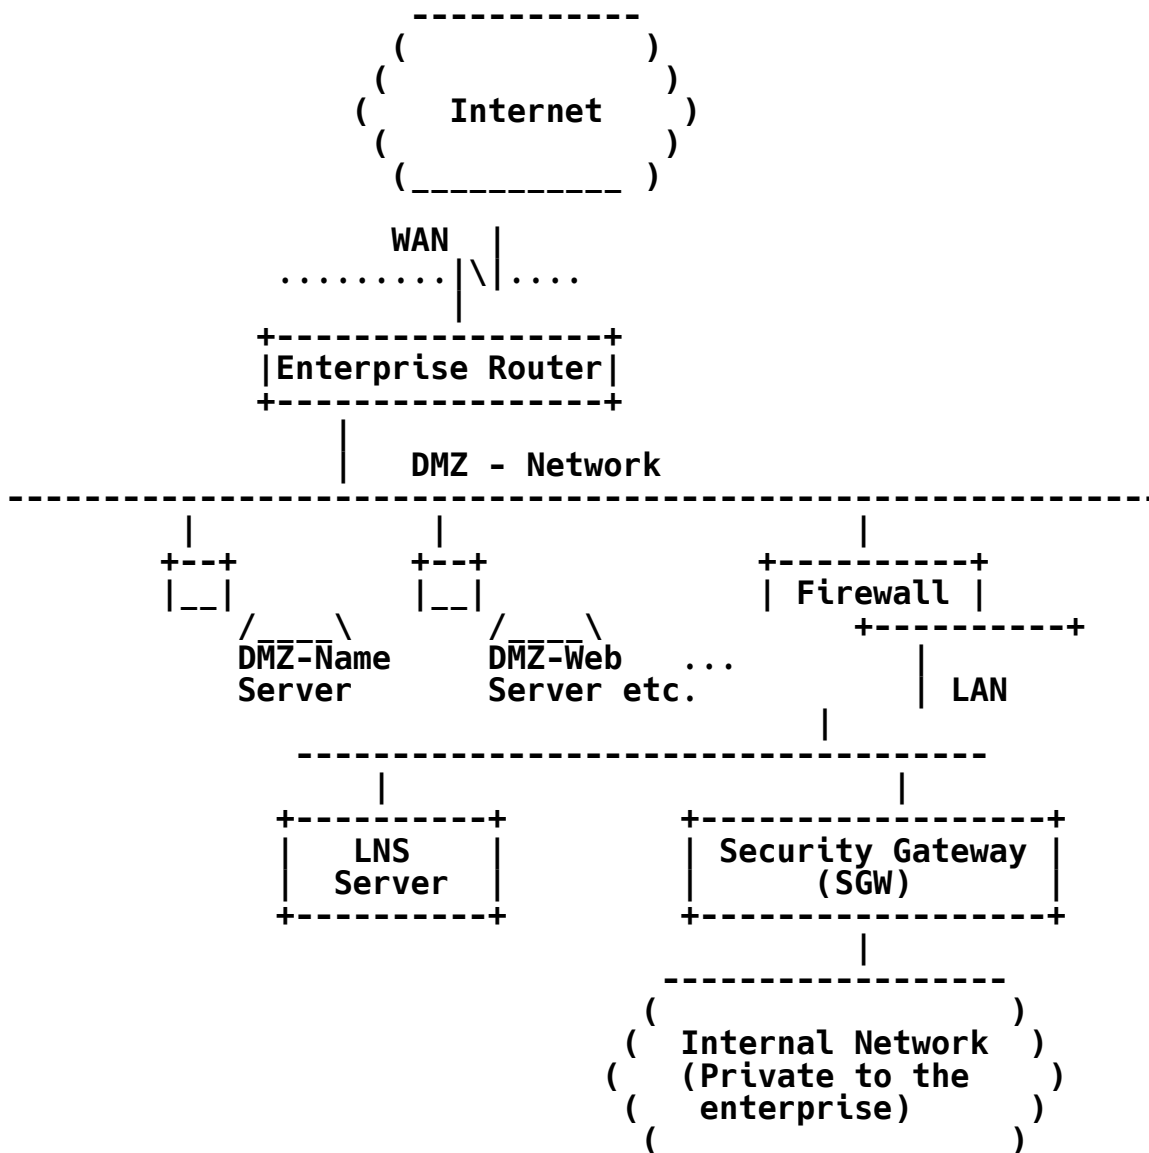 Internet
WAN
Enterprise Router
DMZ - Network
Firewall
DMZ-Name DMZ-Web ...
Server Server etc. LAN
LNS Security Gateway
Server (SGW)
Internal Network
(Private to the
enterprise)